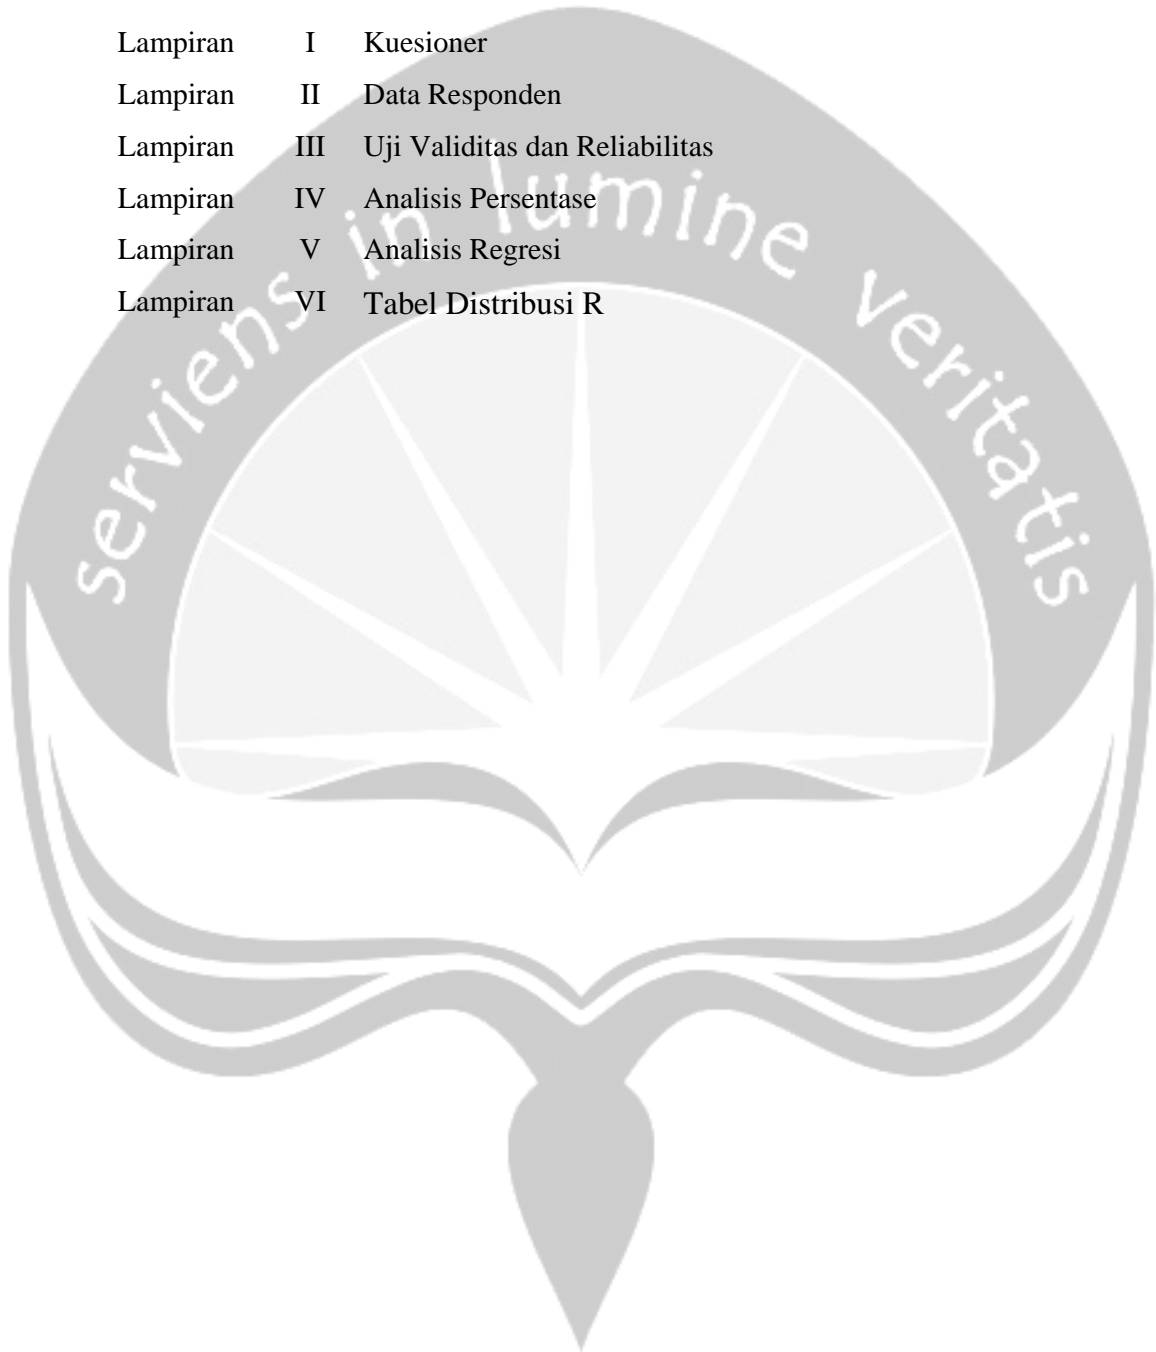 Lampiran I Kuesioner
Lampiran II Data Responden
Lampiran III Uji Validitas dan Reliabilitas
Lampiran IV Analisis Persentase
Lampiran V Analisis Regresi
Lampiran VI Tabel Distribusi R
serviens in lumine veritatis